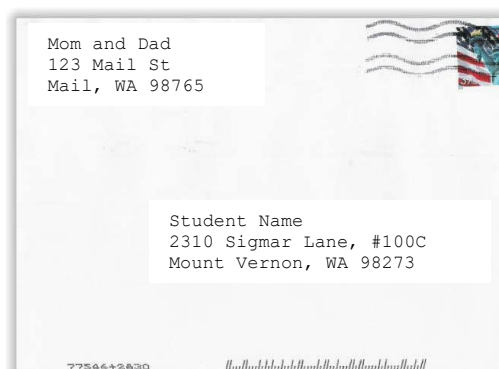 Mom and Dad
123 Mail St
Mail, WA 98765
Student Name
2310 Sigmar Lane, #100C
Mount Vernon, WA 98273